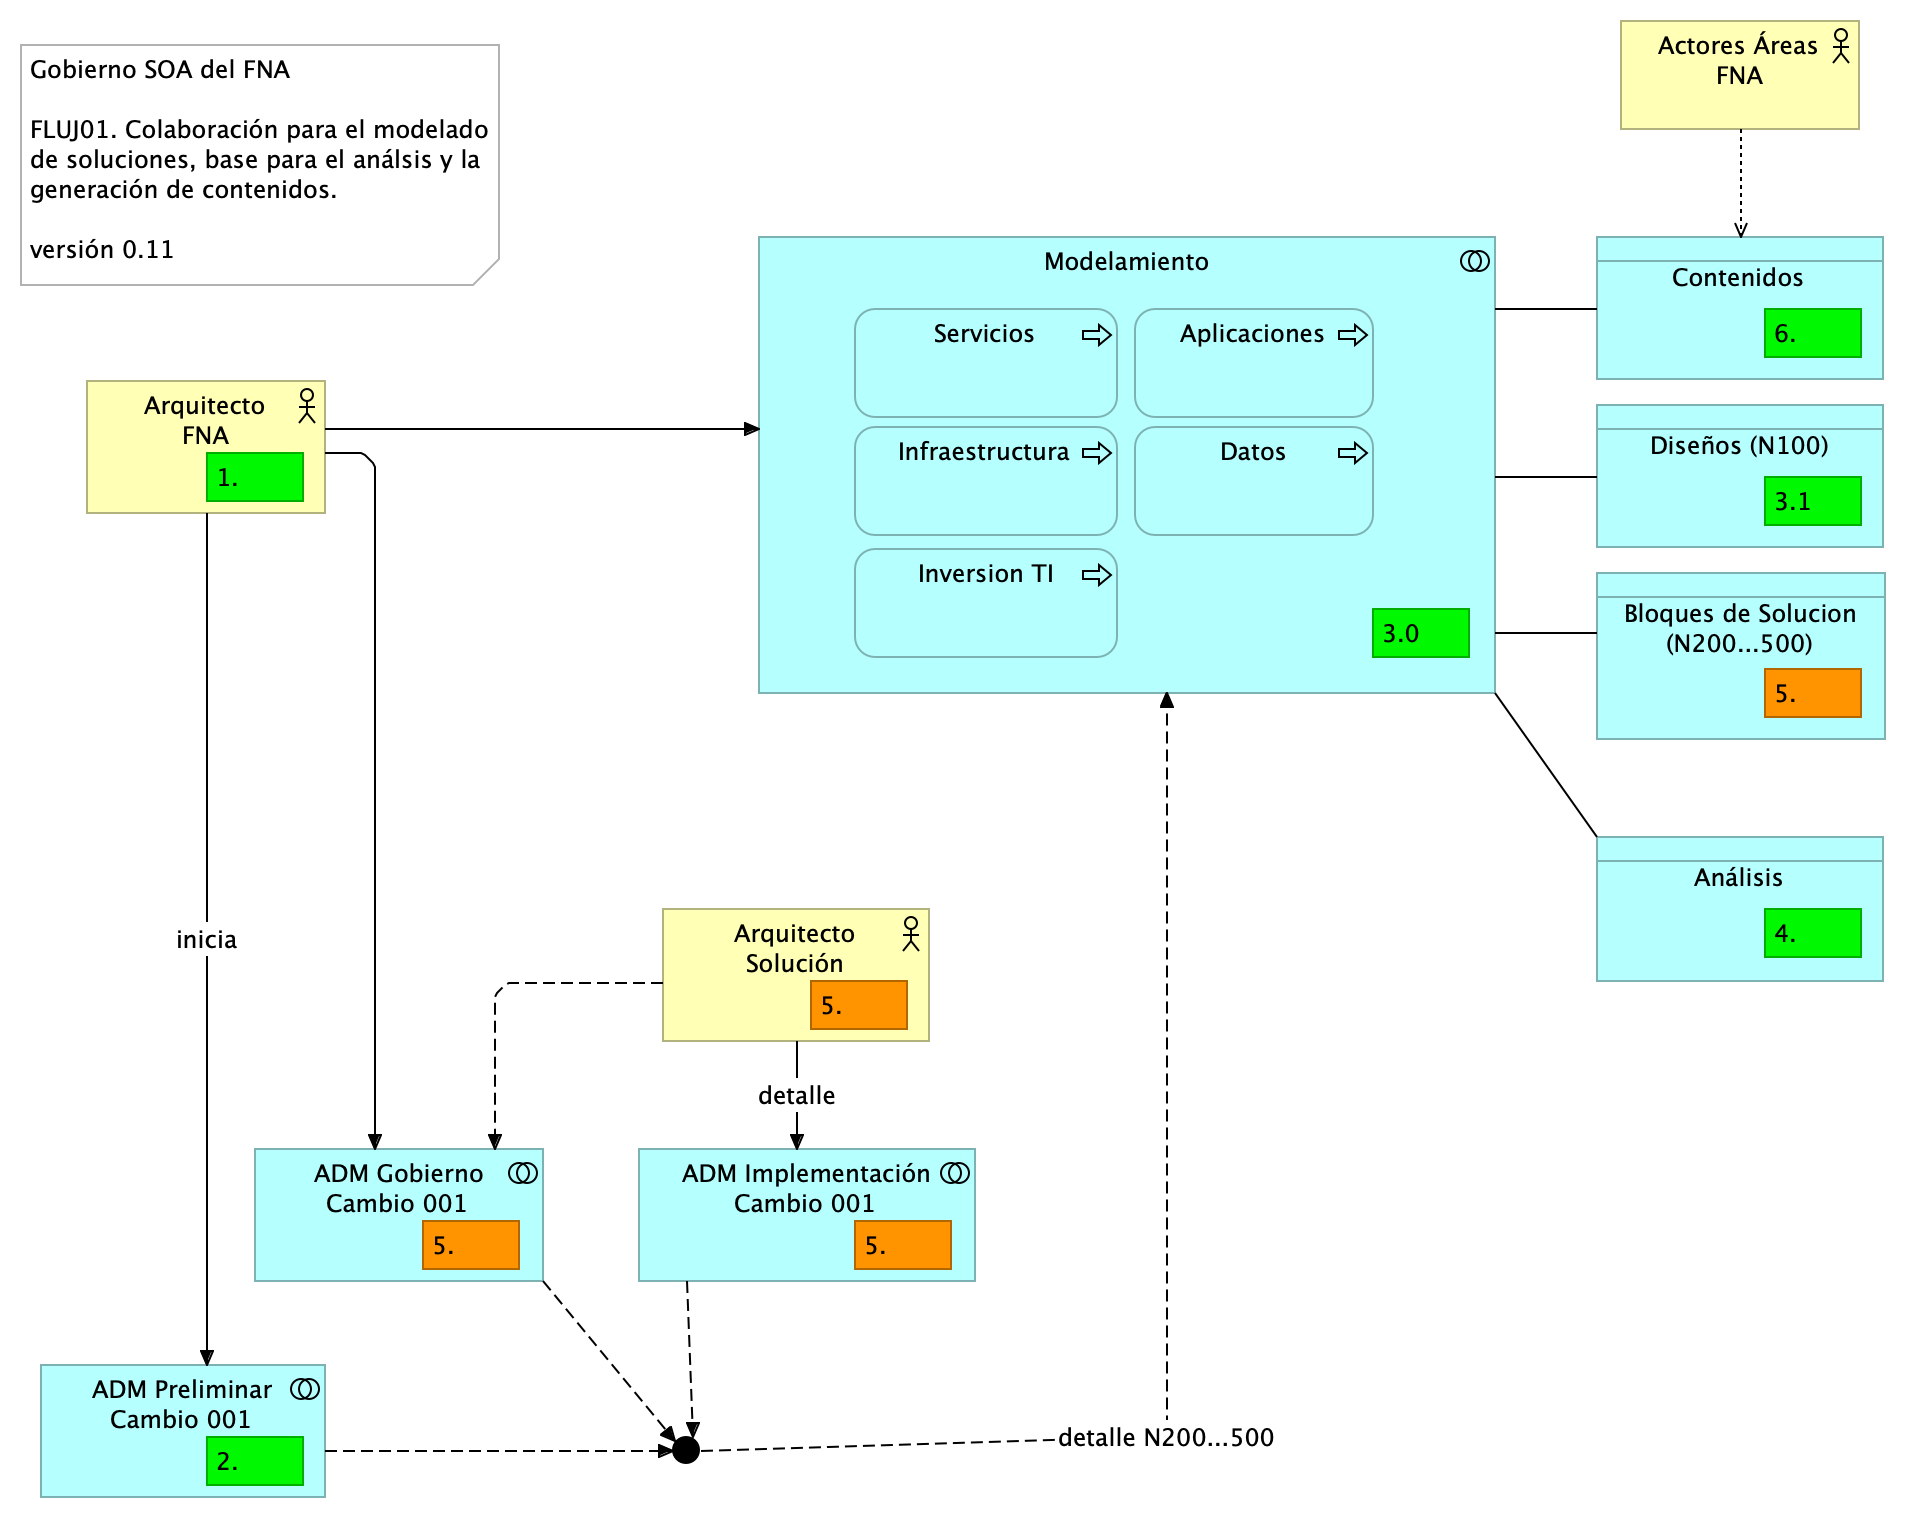 Gobierno SOA del FNA
FLUJ01. Colaboración para el modelado
de soluciones, base para el análsis y la
generación de contenidos.
versión 0.11
Actores Áreas
FNA
Modelamiento
Servicios
Aplicaciones
Infraestructura
Datos
Inversion TI
3.0
Contenidos
6.
Diseños (N100)
3.1
Bloques de Solucion
(N200...500)
5.
Análisis
4.
Arquitecto
FNA
1.
inicia
Arquitecto
Solución
5.
detalle
ADM Gobierno
Cambio 001
5.
ADM Implementación
Cambio 001
5.
ADM Preliminar
Cambio 001
2.
detalle N200...500